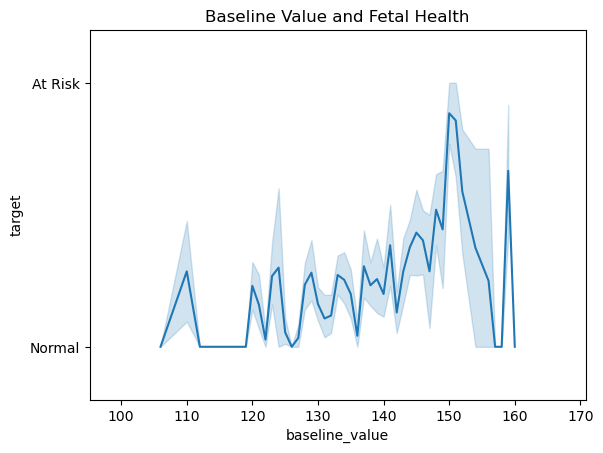 Baseline Value and Fetal Health
At Risk
target
Normal
100 110 120 130 140 150 160 170
baseline_value